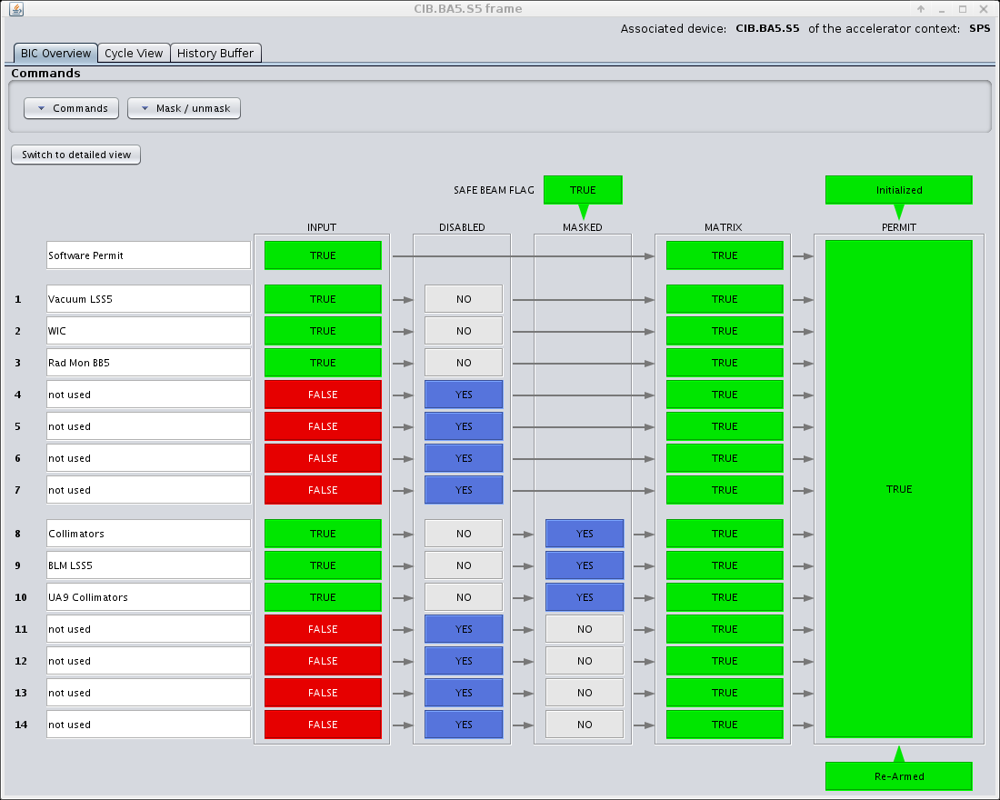 CIB.BA5.S5 frame
Associated device: CIB.BA5.S5 of the accelerator context: SPS
BIC Overview Cycle View History Buffer
Commands
Commands Mask / unmask
Switch to detailed view
SAFE BEAM FLAG TRUE Initialized
INPUT DISABLED MASKED MATRIX PERMIT
Software Permit TRUE TRUE
1 Vacuum LSS5 TRUE NO TRUE
2 WIC TRUE NO TRUE
3 Rad Mon BB5 TRUE NO TRUE
4 not used FALSE YES TRUE
5 not used FALSE YES TRUE
6 not used FALSE YES TRUE
7 not used FALSE YES TRUE
TRUE
8 Collimators TRUE NO YES TRUE
9 BLM LSS5 TRUE NO YES TRUE
10 UA9 Collimators TRUE NO YES TRUE
11 not used FALSE YES NO TRUE
12 not used FALSE YES NO TRUE
13 not used FALSE YES NO TRUE
14 not used FALSE YES NO TRUE
Re-Armed